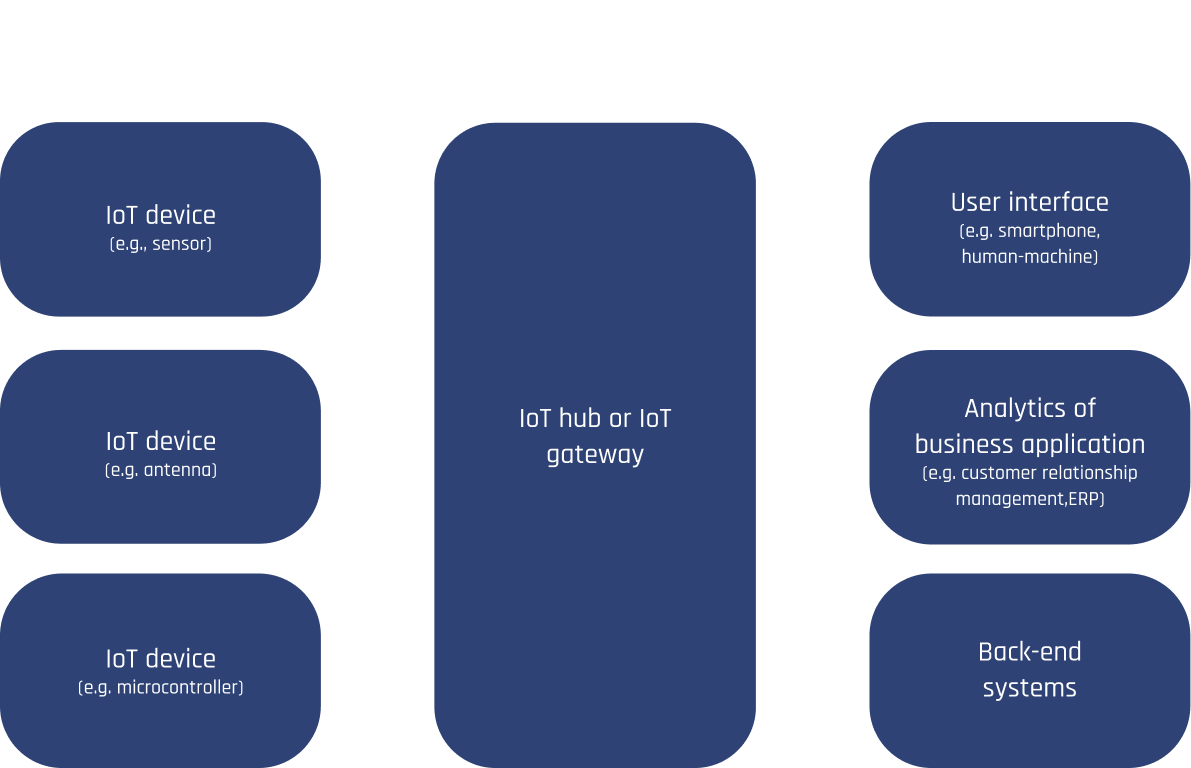 IoT device
(e.g., sensor)
IoT device
(e.g. antenna)
IoT device
(e.g. microcontroller)
IoT hub or IoT
gateway
User interface
(e.g. smartphone,
human-machine)
Analytics of
business application
(e.g. customer relationship
management,ERP)
Back-end
systems